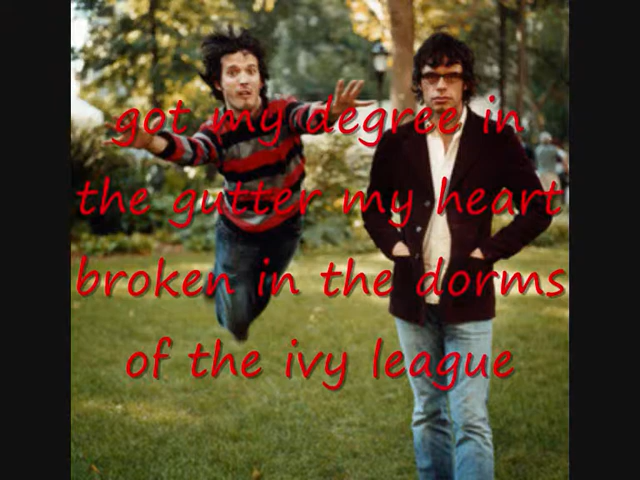 got my degree in
the gutter my heart
broken in the dorms
of the ivy league